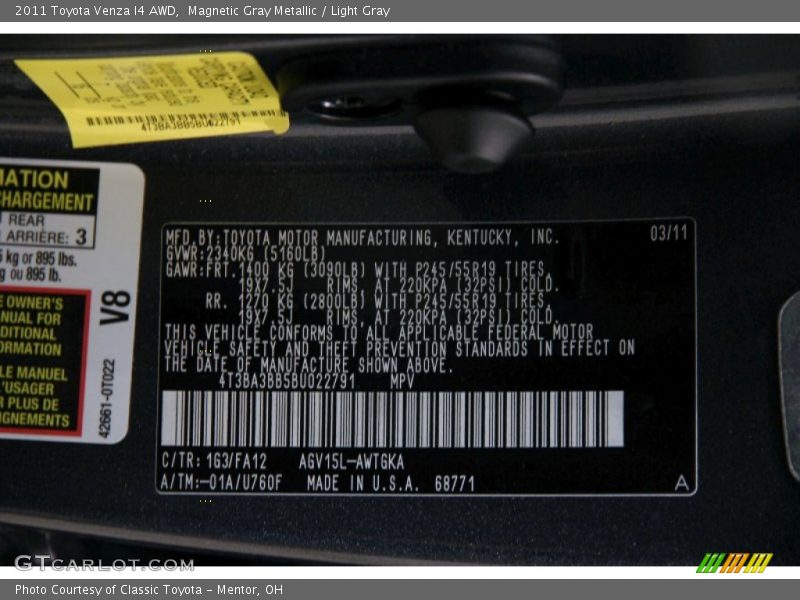 2011 Toyota Venza I4 AWD,  Magnetic Gray Metallic / Light Gray
4T3BA3BB5BU022791
MATION
CHARGEMENT
REAR
ARRIÈRE: 3
kg or 895 lbs.
ou 895 lb.
OWNER'S
MANUAL FOR
V8
LE MANUEL
L'USAGER
PLUS DE
42661-0T022
MFD.BY:TOYOTA MOTOR MANUFACTURING, KENTUCKY, INC. 03/11
GVWR:2340KG (5160LB)
GAWR:FRT.1400 KG (3090LB) WITH P245/55R19 TIRES,
19X7.5J RIMS, AT 220KPA (32PSI) COLD.
RR. 1270 KG (2800LB) WITH P245/55R19 TIRES,
19X7.5J RIMS, AT 220KPA (32PSI) COLD.
THIS VEHICLE CONFORMS TO ALL APPLICABLE FEDERAL MOTOR
VEHICLE SAFETY AND THEFT PREVENTION STANDARDS IN EFFECT ON
THE DATE OF MANUFACTURE SHOWN ABOVE.
4T3BA3BB5BU022791 MPV
C/TR: 1G3/FA12 AGV15L-AWTGKA
A/TM:-01A/U760F MADE IN U.S.A. 68771 A
GTCARLOT.COM
Photo Courtesy of Classic Toyota - Mentor, OH